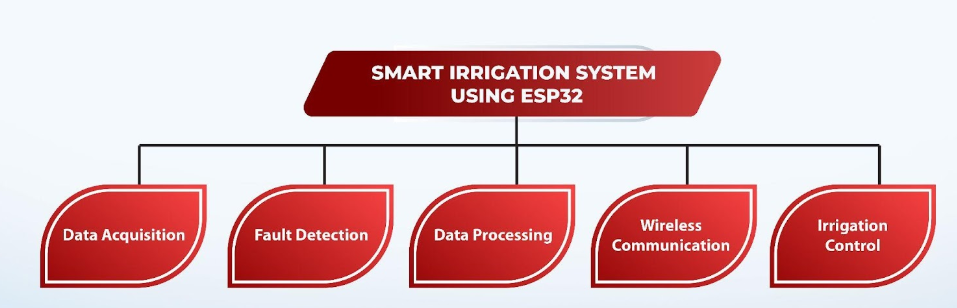 SMART IRRIGATION SYSTEM
USING ESP32
Data Acquisition
Fault Detection
Data Processing
Wireless
Communication
Irrigation
Control